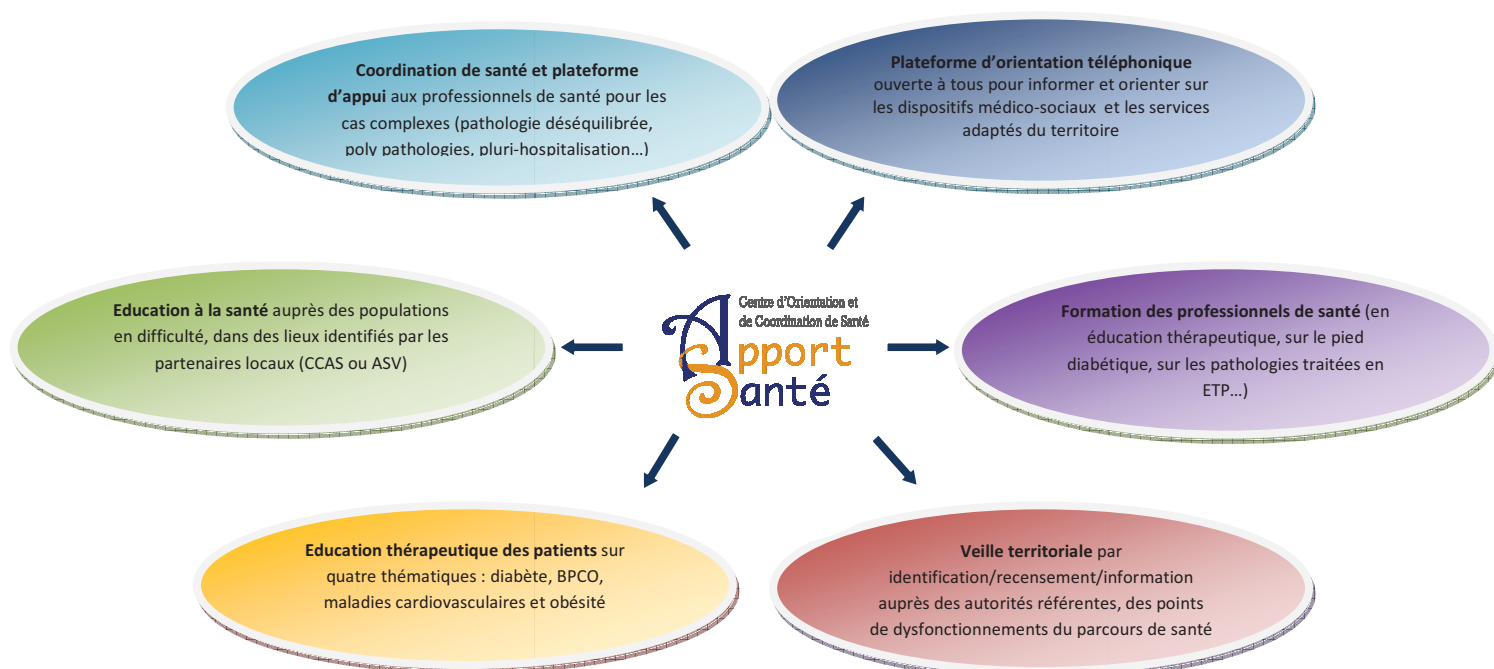 Coordination de santé et plateforme
d'appui aux professionnels de santé pour les
cas complexes (pathologie déséquilibrée,
poly pathologies, pluri-hospitalisation…)
Plateforme d'orientation téléphonique
ouverte à tous pour informer et orienter sur
les dispositifs médico-sociaux et les services
adaptés du territoire
Education à la santé auprès des populations
en difficulté, dans des lieux identifiés par les
partenaires locaux (CCAS ou ASV)
Centre d'Orientation et
de Coordination de Santé
Apport
Santé
Formation des professionnels de santé (en
éducation thérapeutique, sur le pied
diabétique, sur les pathologies traitées en
ETP…)
Education thérapeutique des patients sur
quatre thématiques : diabète, BPCO,
maladies cardiovasculaires et obésité
Veille territoriale par
identification/recensement/information
auprès des autorités référentes, des points
de dysfonctionnements du parcours de santé